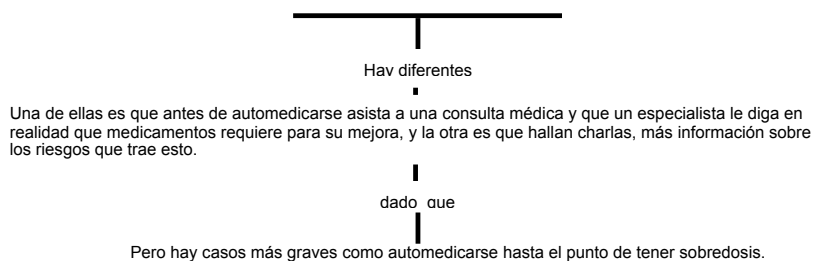 Hay diferentes
Una de ellas es que antes de automedicarse asista a una consulta médica y que un especialista le diga en
realidad que medicamentos requiere para su mejora, y la otra es que hallan charlas, más información sobre
los riesgos que trae esto.
dado que
Pero hay casos más graves como automedicarse hasta el punto de tener sobredosis.